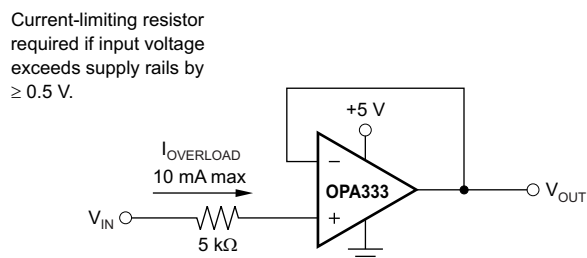 Current-limiting resistor
required if input voltage
exceeds supply rails by
≥ 0.5 V.
+5 V
I_OVERLOAD
10 mA max
−
OPA333
V_OUT
V_IN
+
5 kΩ